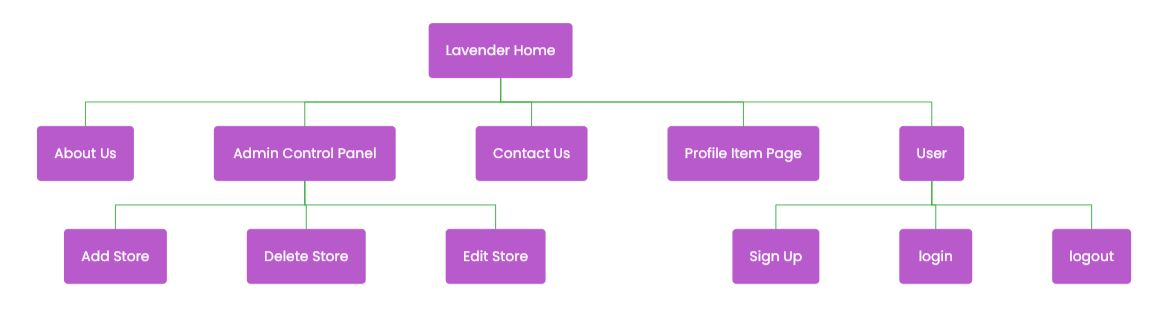 Lavender Home
About Us
Admin Control Panel
Contact Us
Profile Item Page
User
Add Store
Delete Store
Edit Store
Sign Up
login
logout